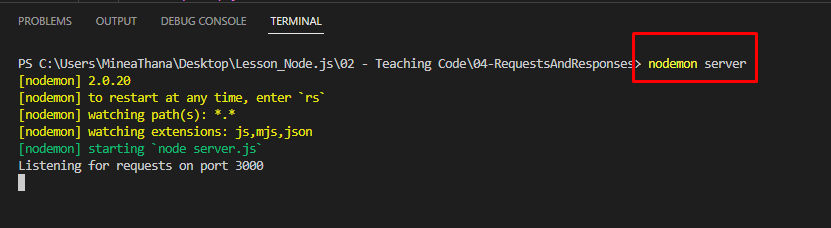 PROBLEMS OUTPUT DEBUG CONSOLE TERMINAL
PS C:\Users\MineaThana\Desktop\Lesson_Node.js\02 - Teaching Code\04-RequestsAndResponses> nodemon server
[nodemon] 2.0.20
[nodemon] to restart at any time, enter `rs`
[nodemon] watching path(s): *.*
[nodemon] watching extensions: js,mjs,json
[nodemon] starting `node server.js`
Listening for requests on port 3000